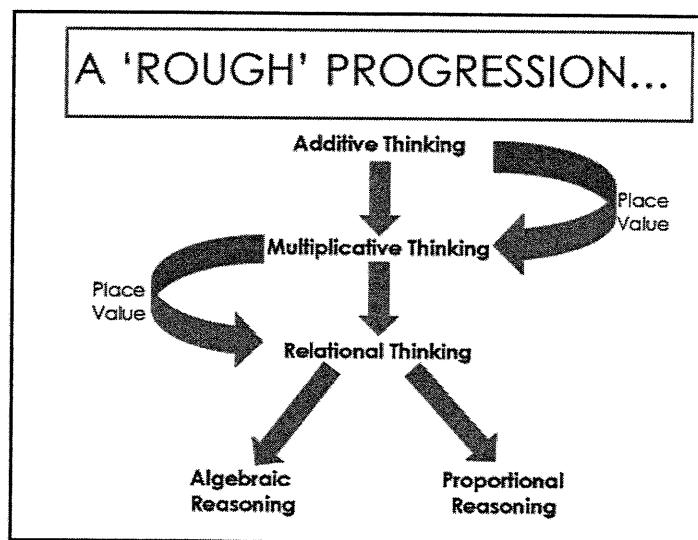 A ‘ROUGH’ PROGRESSION...
Additive Thinking
Place
Value
Multiplicative Thinking
Place
Value
Relational Thinking
Algebraic
Reasoning
Proportional
Reasoning